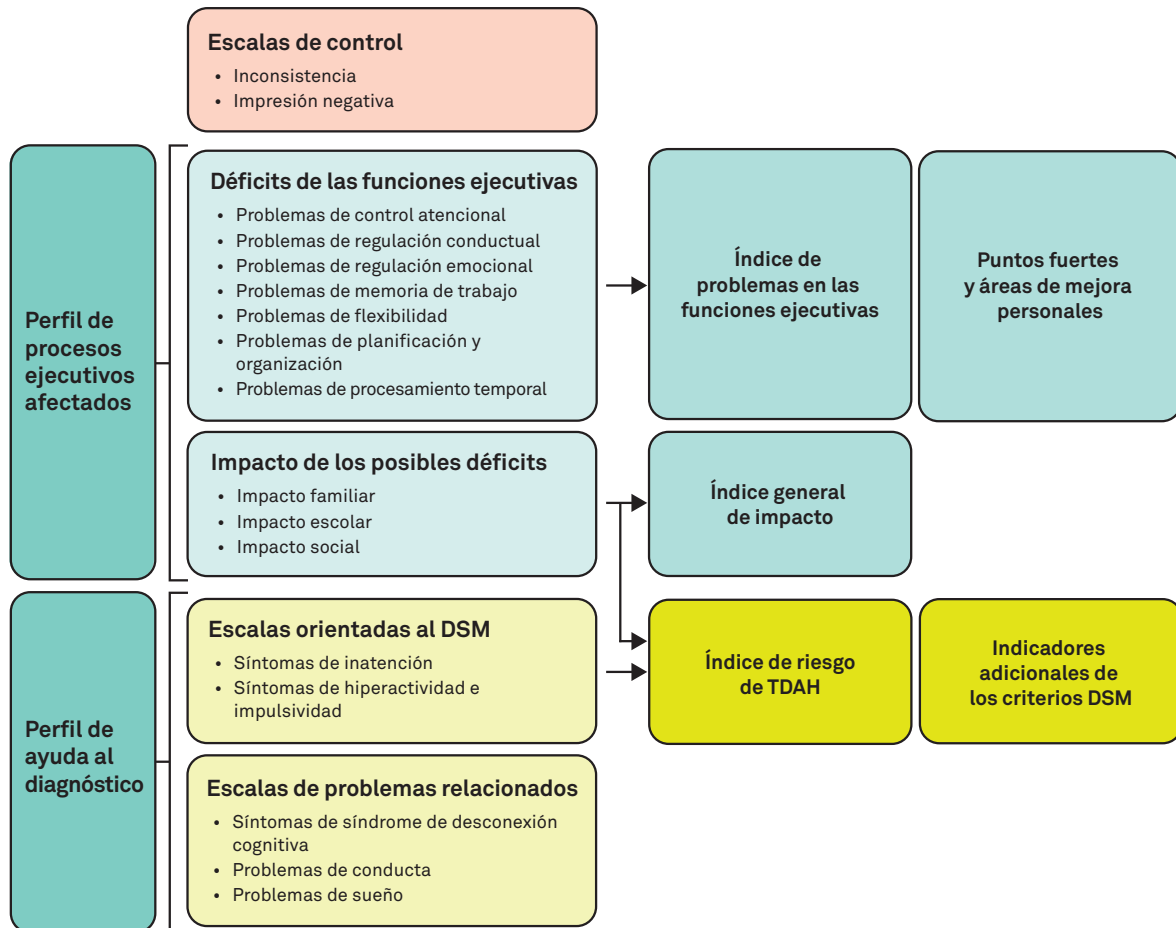 Escalas de control
• Inconsistencia
• Impresión negativa
Perfil de
procesos
ejecutivos
afectados
Déficits de las funciones ejecutivas
• Problemas de control atencional
• Problemas de regulación conductual
• Problemas de regulación emocional
• Problemas de memoria de trabajo
• Problemas de flexibilidad
• Problemas de planificación y
organización
• Problemas de procesamiento temporal
Índice de
problemas en las
funciones ejecutivas
Puntos fuertes
y áreas de mejora
personales
Impacto de los posibles déficits
• Impacto familiar
• Impacto escolar
• Impacto social
Índice general
de impacto
Perfil de
ayuda al
diagnóstico
Escalas orientadas al DSM
• Síntomas de inatención
• Síntomas de hiperactividad e
impulsividad
Índice de riesgo
de TDAH
Indicadores
adicionales de
los criterios DSM
Escalas de problemas relacionados
• Síntomas de síndrome de desconexión
cognitiva
• Problemas de conducta
• Problemas de sueño